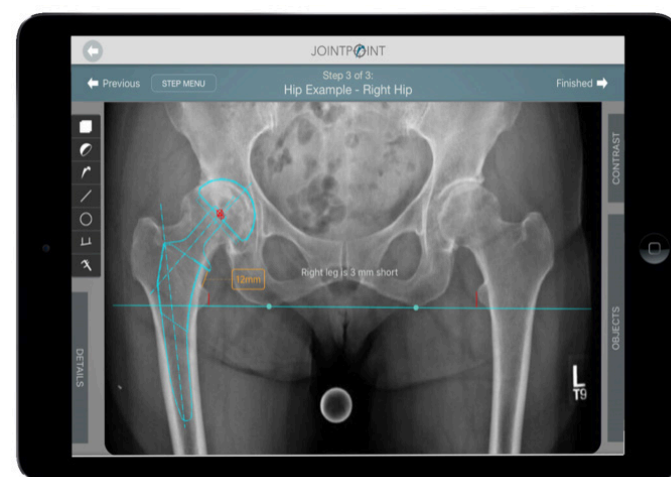 JOINTPOINT
Step 3 of 3:
Previous
STEP MENU
Hip Example - Right Hip
Finished
CONTRAST
Right leg is 3 mm short
12mm
DETAILS
OBJECTS
L
T9